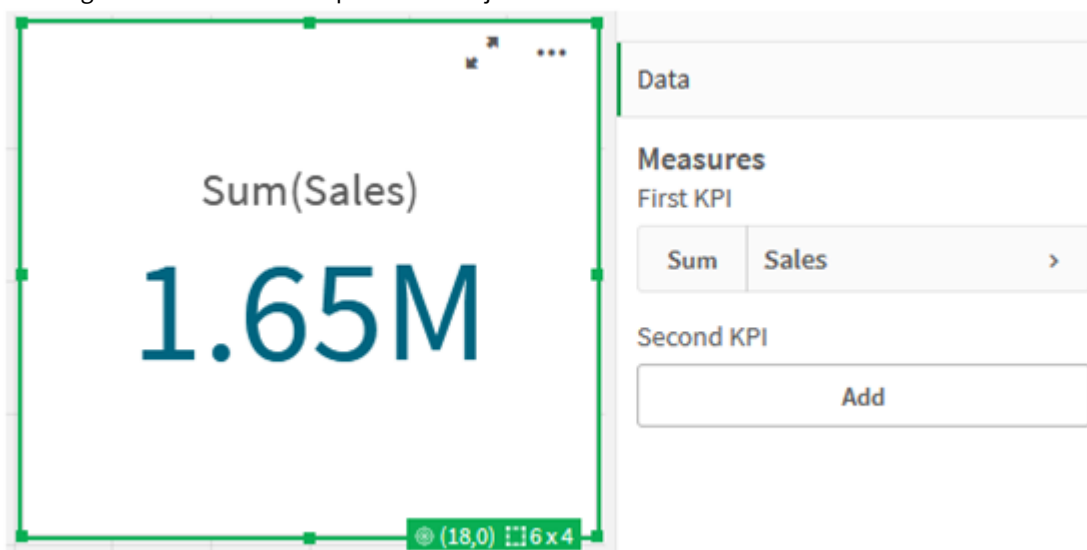 Sum(Sales)
1.65M
(18,0) 6 x 4
Data
Measures
First KPI
Sum Sales
Second KPI
Add